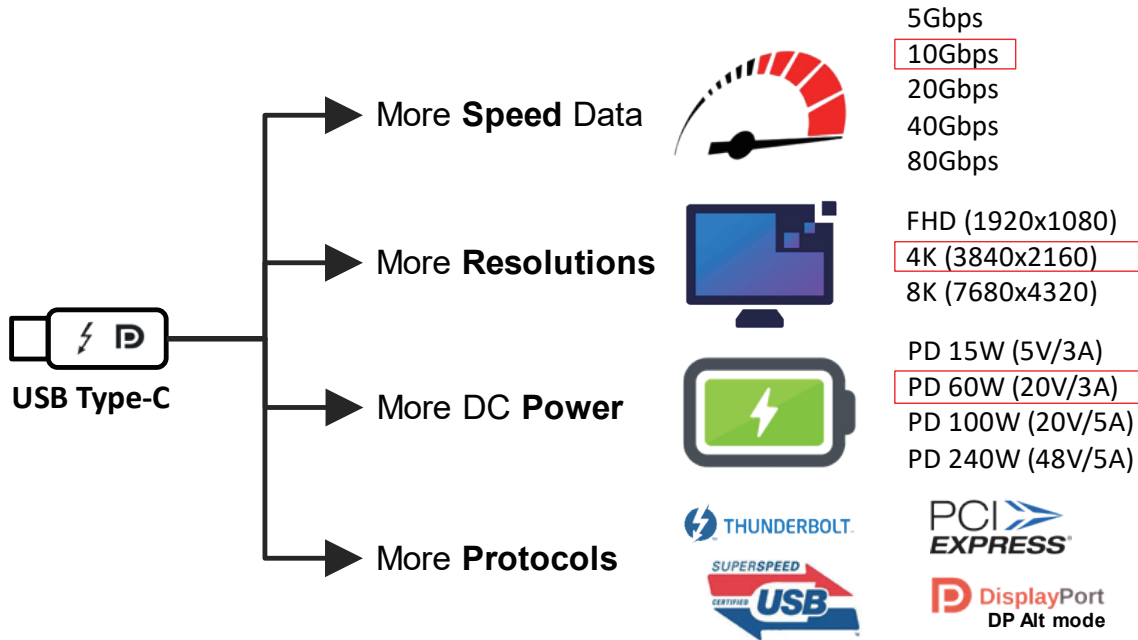 5Gbps
10Gbps
20Gbps
40Gbps
80Gbps
More Speed Data
FHD (1920x1080)
4K (3840x2160)
8K (7680x4320)
More Resolutions
USB Type-C
PD 15W (5V/3A)
PD 60W (20V/3A)
PD 100W (20V/5A)
PD 240W (48V/5A)
More DC Power
More Protocols
THUNDERBOLT™
PCI
EXPRESS®
SUPERSPEED
CERTIFIED USB
DisplayPort
DP Alt mode